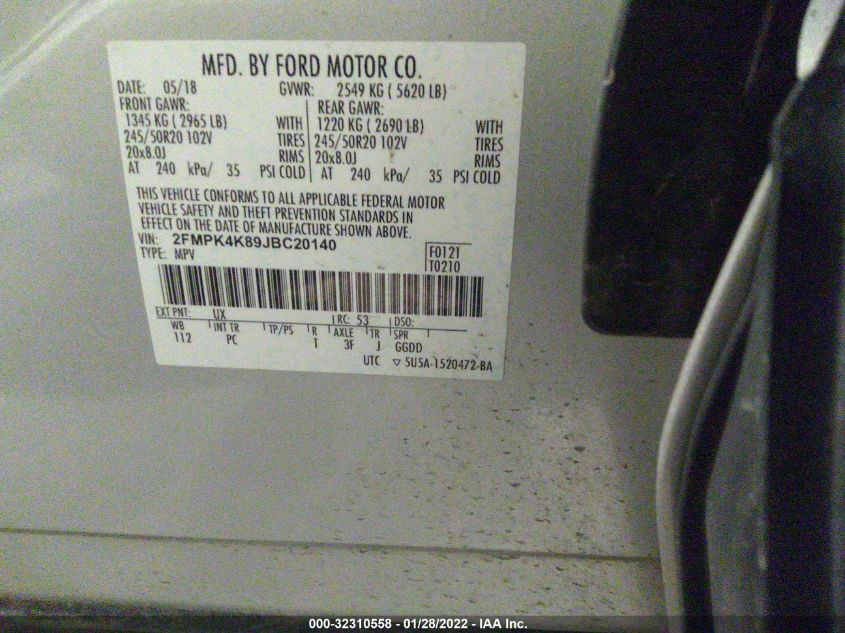 MFD. BY FORD MOTOR CO.
DATE: 05/18 GVWR: 2549 KG ( 5620 LB)
FRONT GAWR: REAR GAWR:
1345 KG ( 2965 LB) WITH 1220 KG ( 2690 LB) WITH
245/50R20 102V TIRES 245/50R20 102V TIRES
20x8.0J RIMS 20x8.0J RIMS
AT 240 kPa/ 35 PSI COLD AT 240 kPa/ 35 PSI COLD
THIS VEHICLE CONFORMS TO ALL APPLICABLE FEDERAL MOTOR
VEHICLE SAFETY AND THEFT PREVENTION STANDARDS IN
EFFECT ON THE DATE OF MANUFACTURE SHOWN ABOVE.
VIN: 2FMPK4K89JBC20140
TYPE: MPV
F0121
T0210
EXT PNT: UX RC: 53 DSO:
WB INT TR TP/PS R AXLE TR SPR
112 PC T 3F J GGDD
UTC ▽ 5U5A-1520472-BA
000-32310558 - 01/28/2022 - IAA Inc.